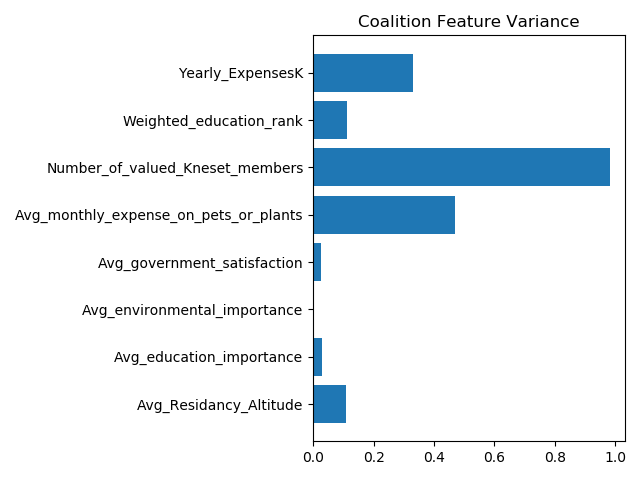 Coalition Feature Variance
Yearly_ExpensesK
Weighted_education_rank
Number_of_valued_Kneset_members
Avg_monthly_expense_on_pets_or_plants
Avg_government_satisfaction
Avg_environmental_importance
Avg_education_importance
Avg_Residancy_Altitude
0.0 0.2 0.4 0.6 0.8 1.0